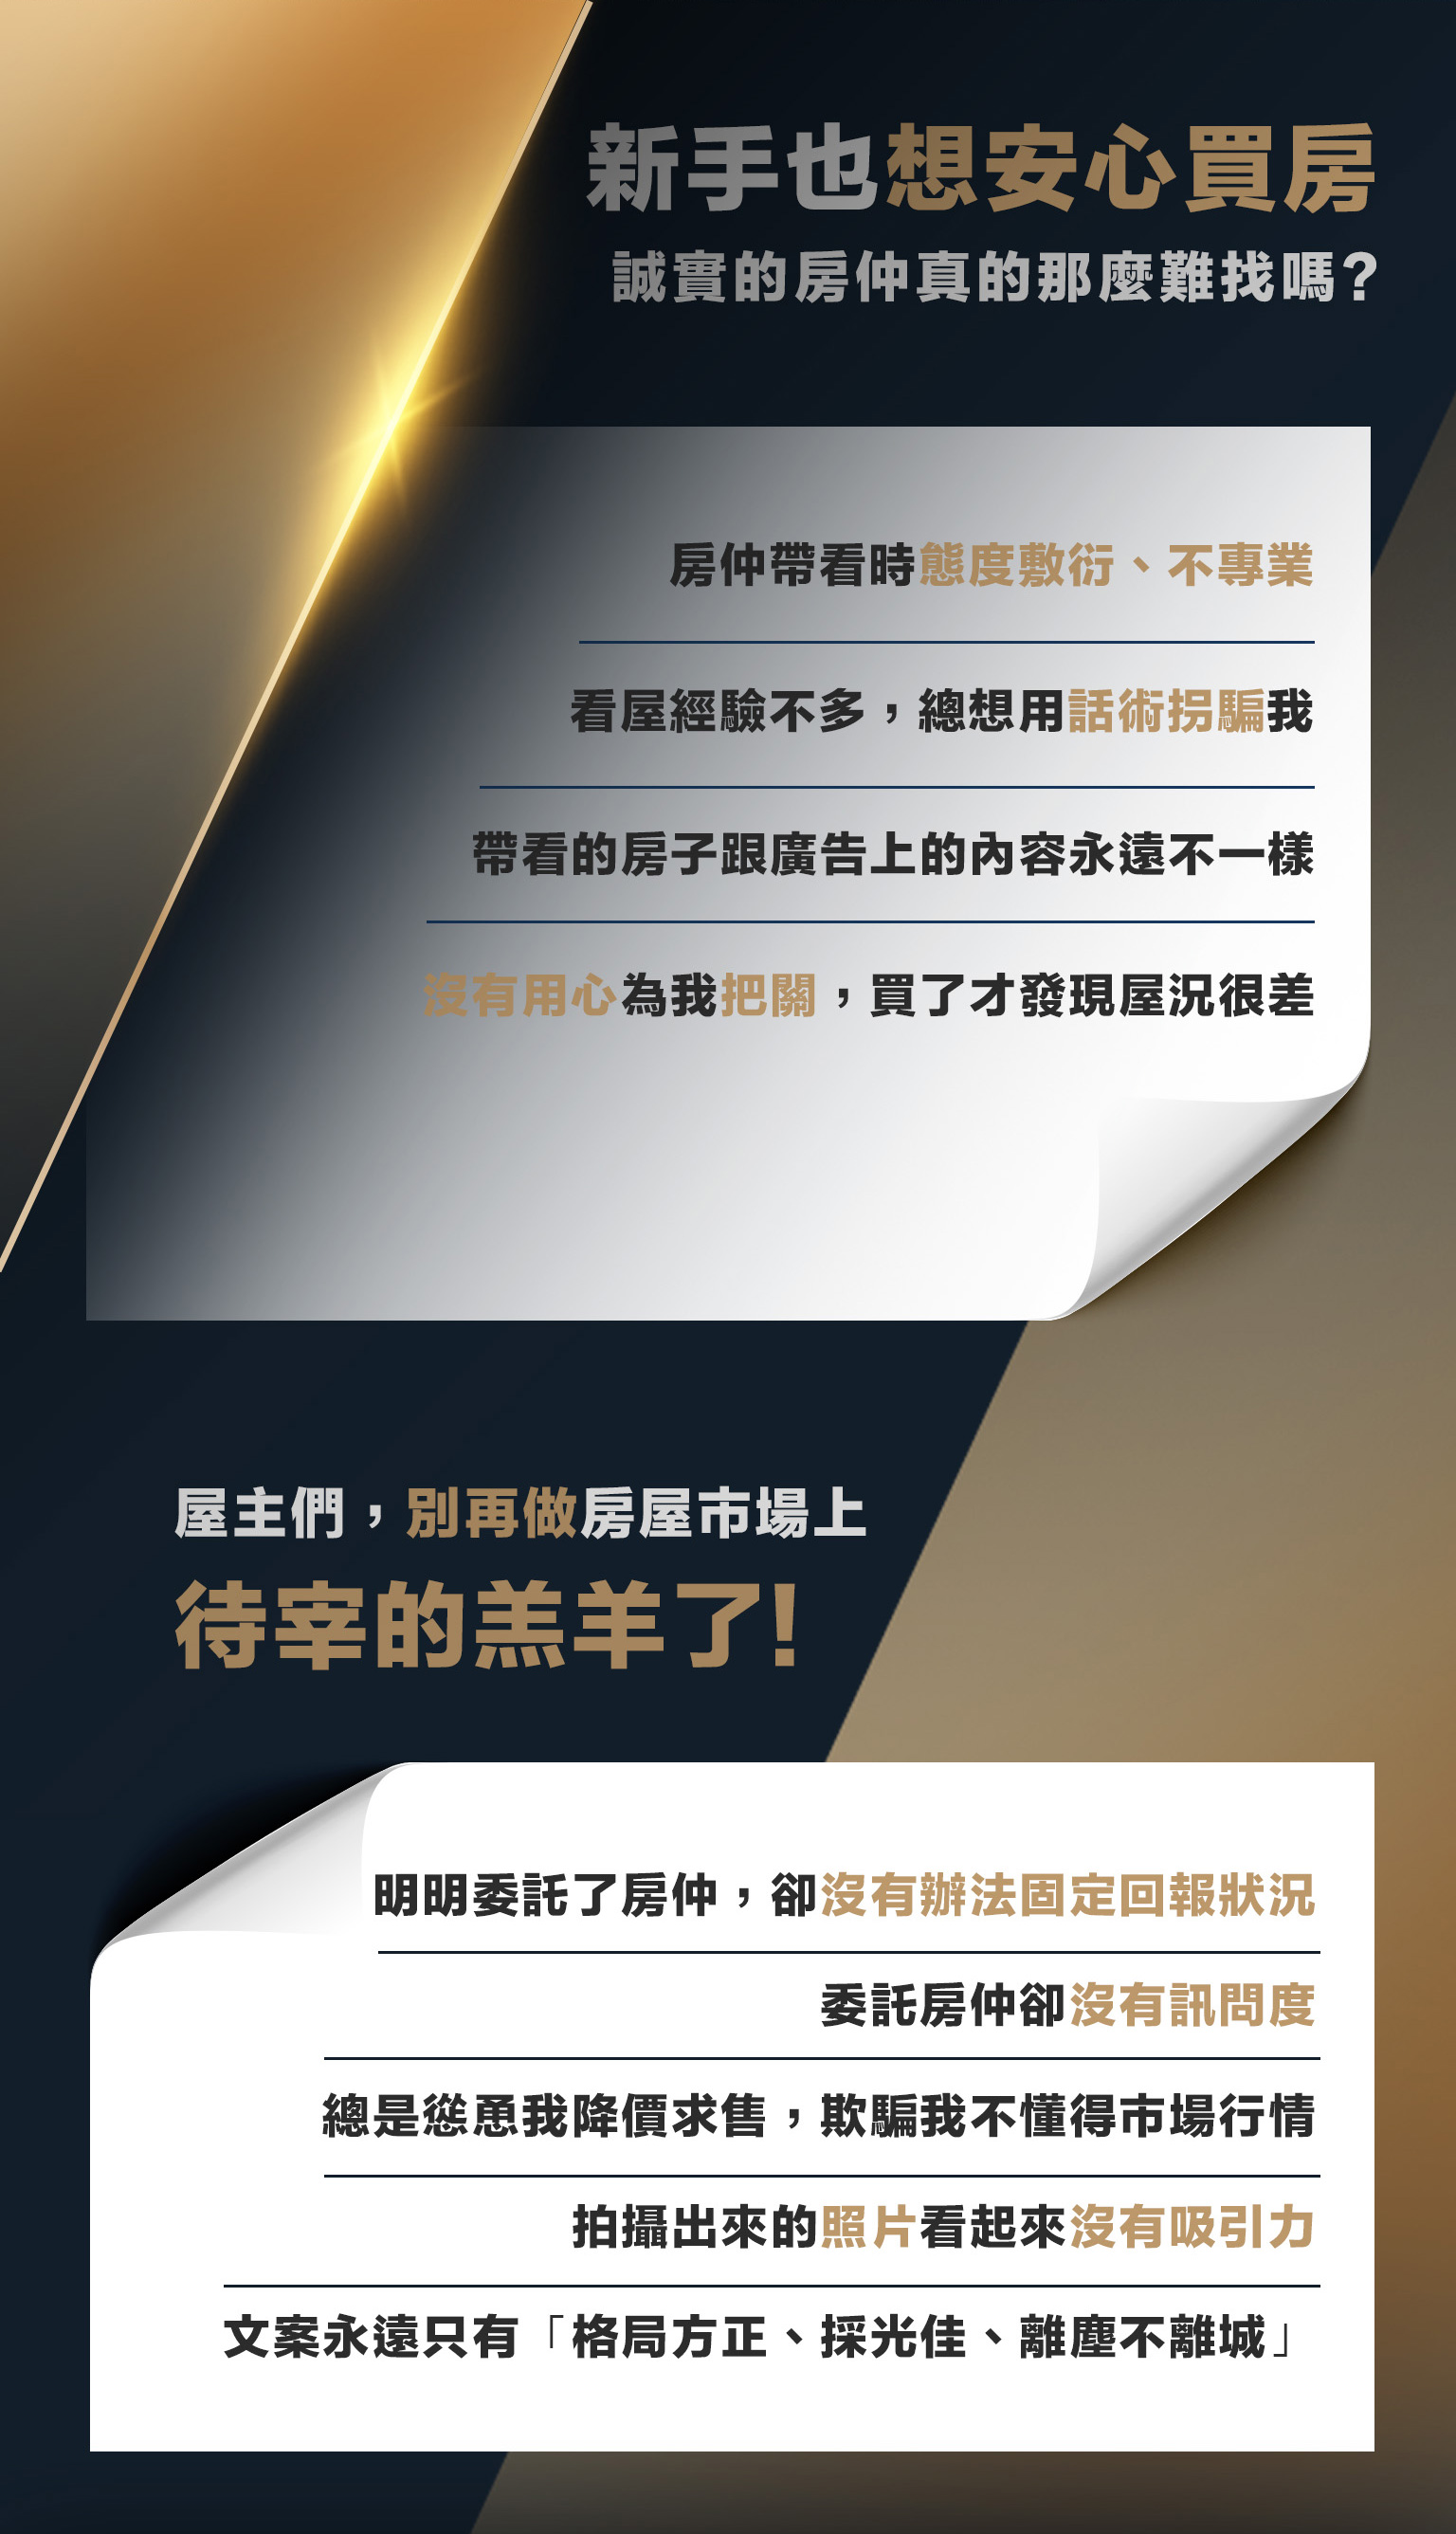 新手也想安心買房
誠實的房仲真的那麼難找嗎?
房仲帶看時態度敷衍、不專業
看屋經驗不多，總想用話術拐騙我
帶看的房子跟廣告上的內容永遠不一樣
沒有用心為我把關，買了才發現屋況很差
屋主們，別再做房屋市場上
待宰的羔羊了!
明明委託了房仲，卻沒有辦法固定回報狀況
委託房仲卻沒有訊問度
總是慫恿我降價求售，欺騙我不懂得市場行情
拍攝出來的照片看起來沒有吸引力
文案永遠只有「格局方正、採光佳、離塵不離城」